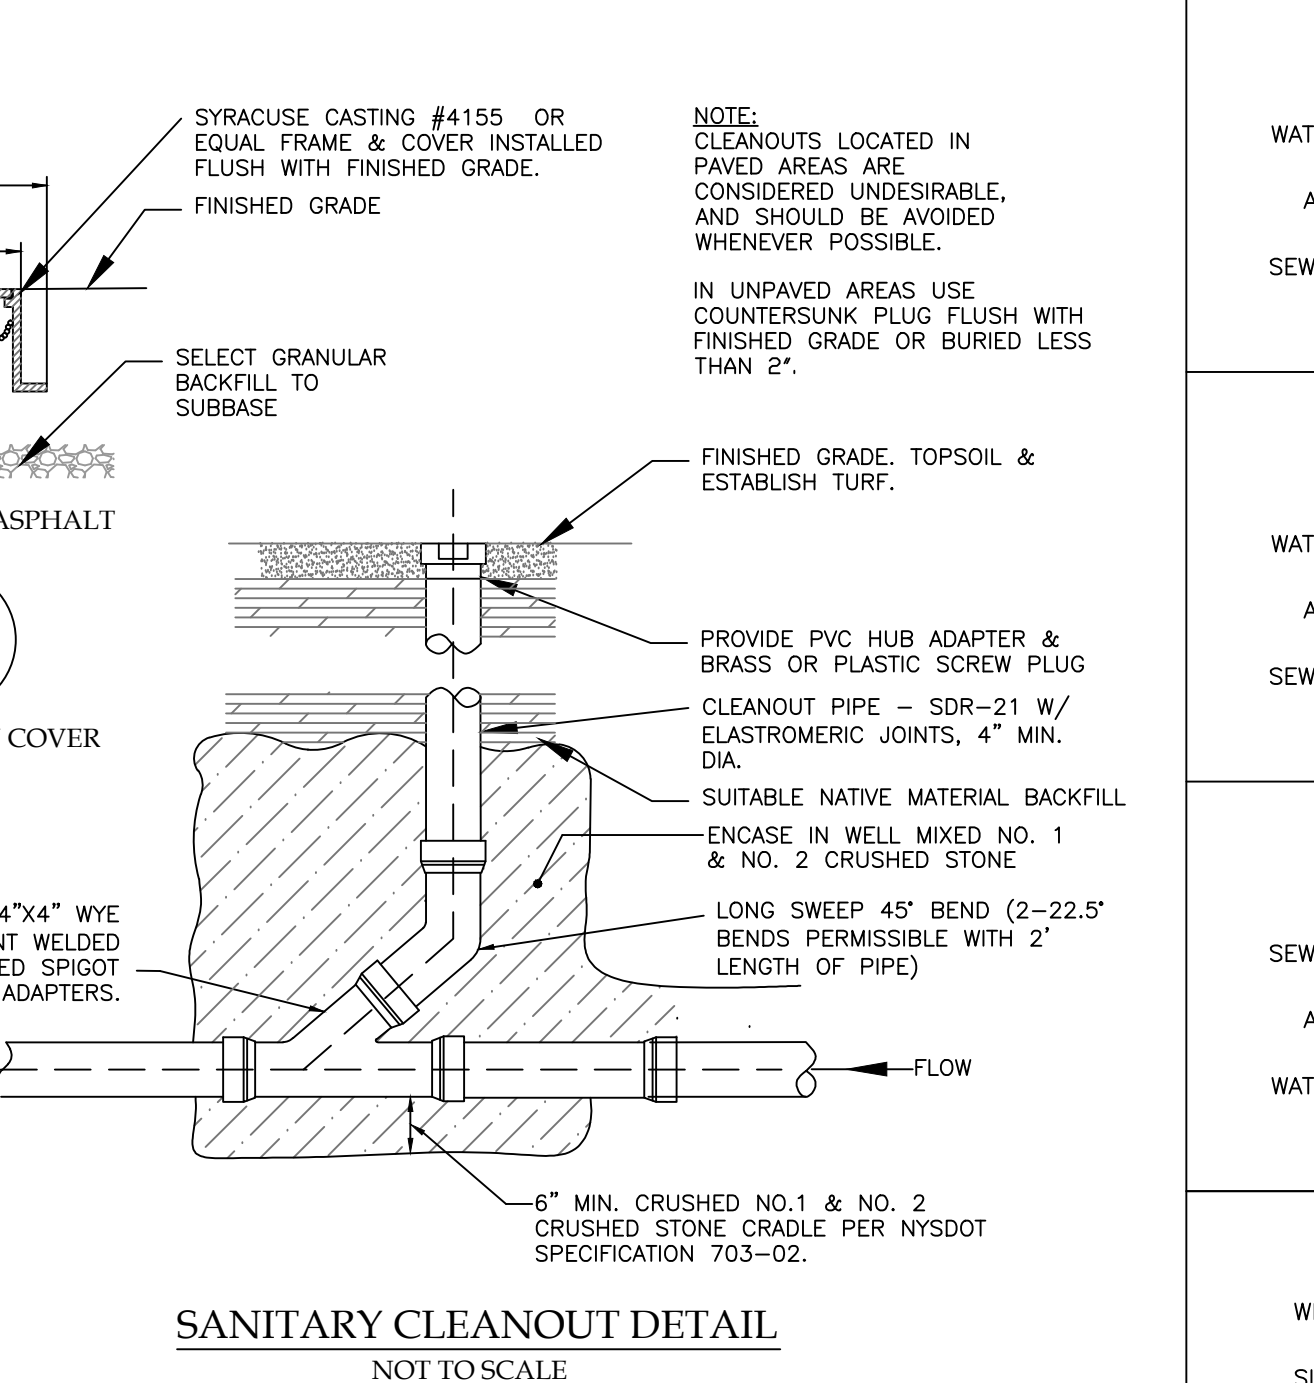 SYRACUSE CASTING #4155 OR
EQUAL FRAME & COVER INSTALLED
FLUSH WITH FINISHED GRADE.
FINISHED GRADE
SELECT GRANULAR
BACKFILL TO
SUBBASE
ASPHALT
COVER
NOTE:
CLEANOUTS LOCATED IN
PAVED AREAS ARE
CONSIDERED UNDESIRABLE,
AND SHOULD BE AVOIDED
WHENEVER POSSIBLE.
IN UNPAVED AREAS USE
COUNTERSUNK PLUG FLUSH WITH
FINISHED GRADE OR BURIED LESS
THAN 2".
FINISHED GRADE. TOPSOIL &
ESTABLISH TURF.
PROVIDE PVC HUB ADAPTER &
BRASS OR PLASTIC SCREW PLUG
CLEANOUT PIPE – SDR–21 W/
ELASTROMERIC JOINTS, 4" MIN.
DIA.
SUITABLE NATIVE MATERIAL BACKFILL
ENCASE IN WELL MIXED NO. 1
& NO. 2 CRUSHED STONE
LONG SWEEP 45° BEND (2–22.5°
BENDS PERMISSIBLE WITH 2'
LENGTH OF PIPE)
4"X4" WYE
NT WELDED
ED SPIGOT
ADAPTERS.
FLOW
6" MIN. CRUSHED NO.1 & NO. 2
CRUSHED STONE CRADLE PER NYSDOT
SPECIFICATION 703–02.
SANITARY CLEANOUT DETAIL
NOT TO SCALE
WAT
A
SEW
WAT
A
SEW
SEW
A
WAT